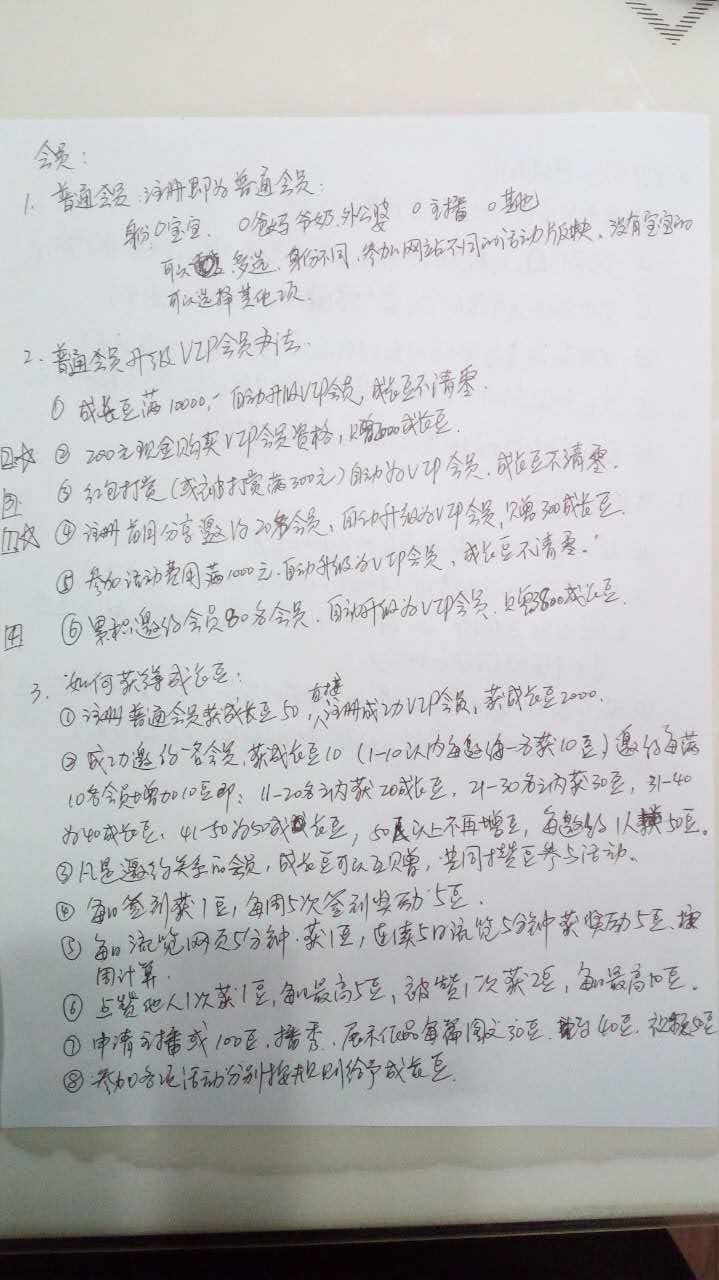 会员：
1. 普通会员：注册即为普通会员：
身份 O宝宝、 O爸妈 爷奶、外公婆 O 主播 O 其他
可以 多选，身份不同，参加网站不同的活动版块、没有宝宝的
可以选择其他项.
2. 普通会员升级VIP会员办法.
① 成长豆满10000，自动升级VIP会员，成长豆不清零.
2☆ ② 200元现金购买VIP会员资格，赠2000成长豆.
3 ③ 红包打赏（或被打赏满300元）自动为VIP会员、成长豆不清零.
1☆ ④ 注册首周分享邀约20名会员，自动升级为VIP会员，赠300成长豆.
⑤ 参加活动费用满1000元.自动升级为VIP会员，成长豆不清零.
4 ⑥ 累积邀约会员80名会员.自动升级为VIP会员.赠3800成长豆.
3. 如何获得成长豆：
① 注册普通会员获成长豆50，直接注册成功VIP会员，获成长豆2000.
② 成功邀约一名会员，获成长豆10（1-10以内每邀约一名获10豆）邀约每满
10名会员增加10豆即：11-20名之内获20成长豆，21-30名之内获30豆，31-40
为40成长豆、41-50为50成长豆，50以上不再增豆，每邀约1人获50豆。
③ 凡是邀约关系的会员，成长豆可以互赠，共同攒豆参与活动。
④ 每日签到获1豆，每周5次签到奖励5豆.
⑤ 每日浏览网页5分钟.获1豆，连续5日浏览5分钟获奖励5豆.按
周计算.
⑥ 点赞他人1次获1豆，每日最高5豆，被赞1次获2豆，每日最高10豆.
⑦ 申请主播或100豆，播秀、展示作品每篇图文30豆、 40豆、视频
⑧ 参加各项活动分别按规则给予成长豆.